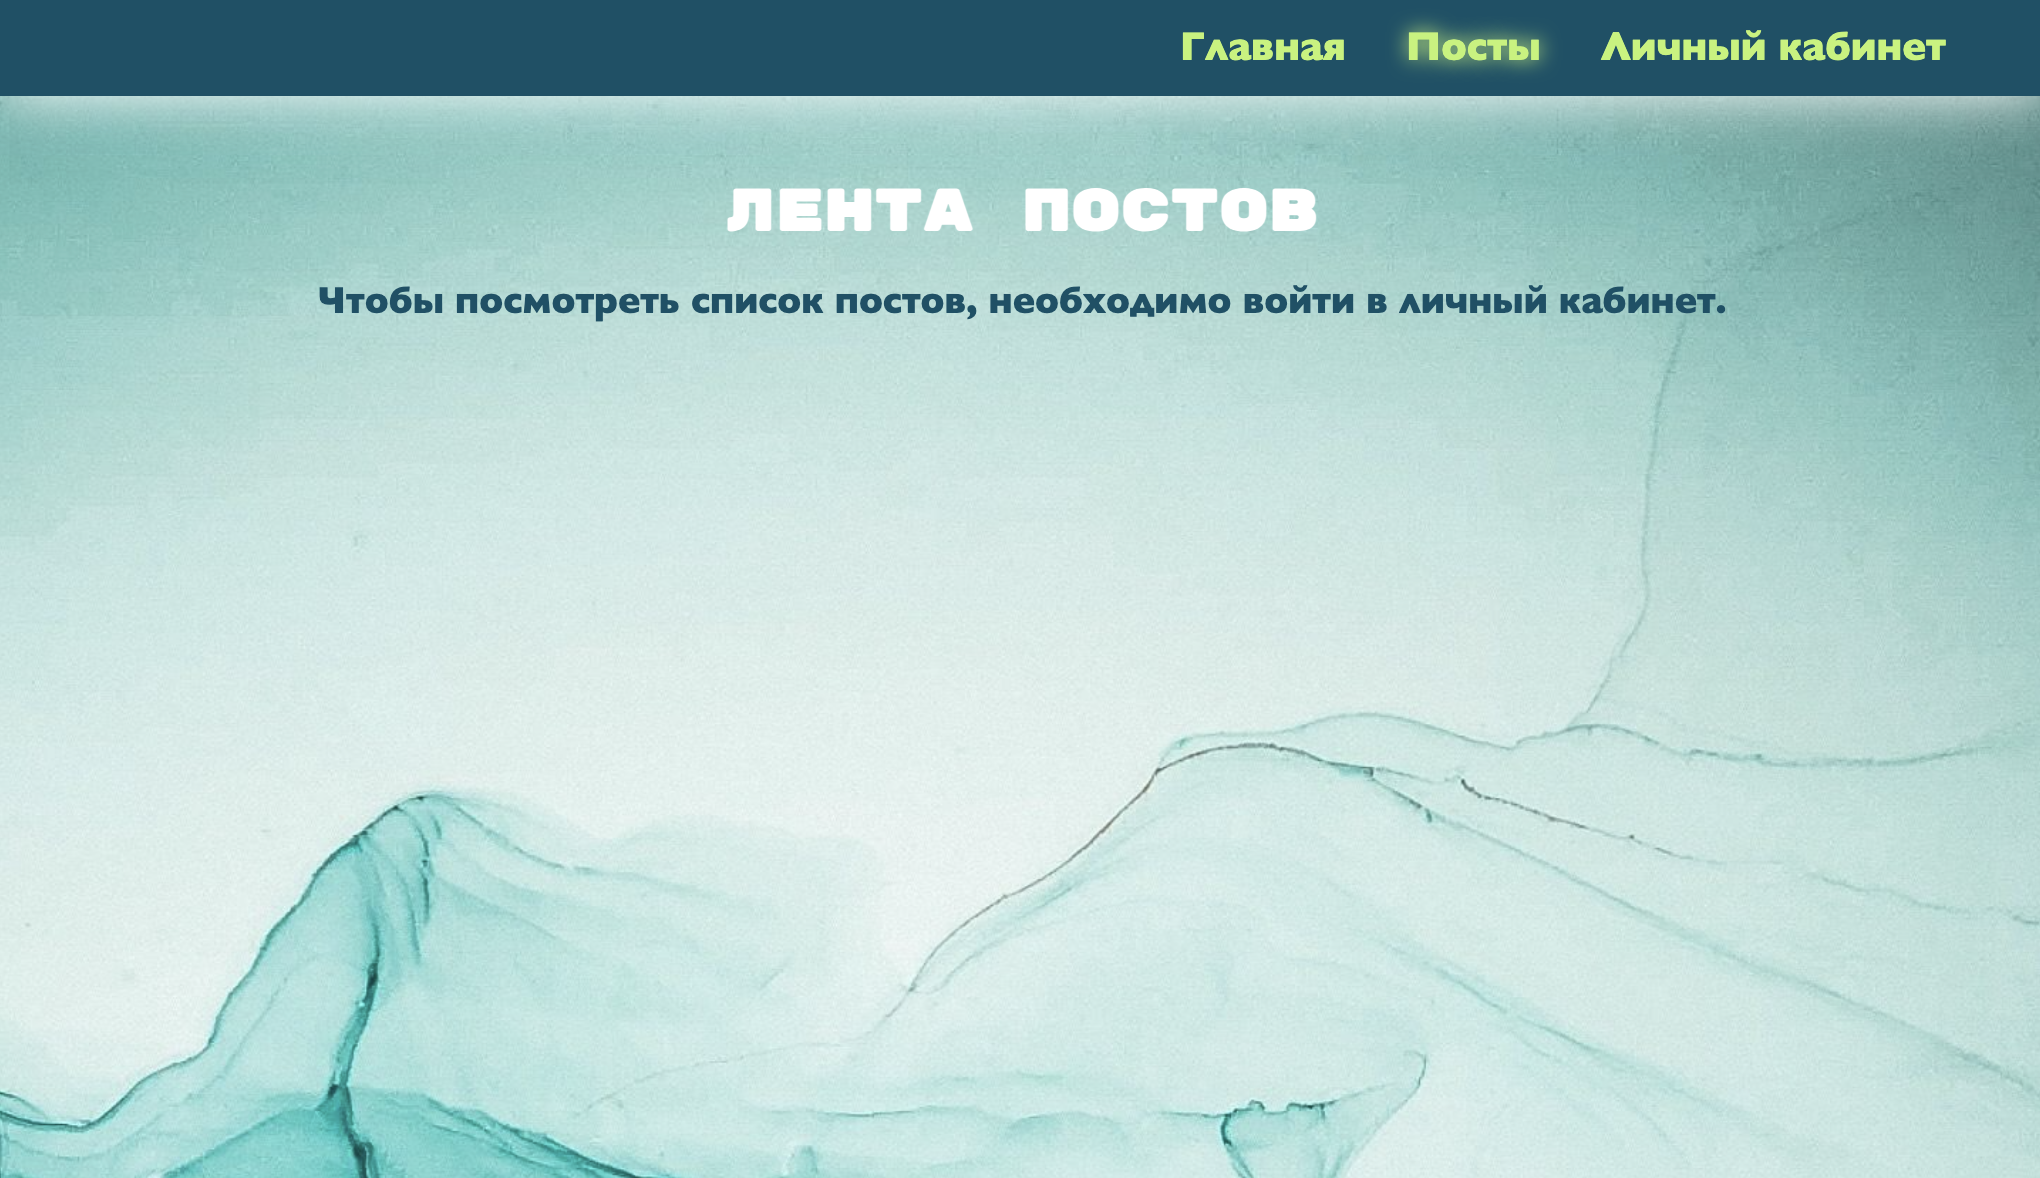 Главная Посты Личный кабинет
ЛЕНТА ПОСТОВ
Чтобы посмотреть список постов, необходимо войти в личный кабинет.